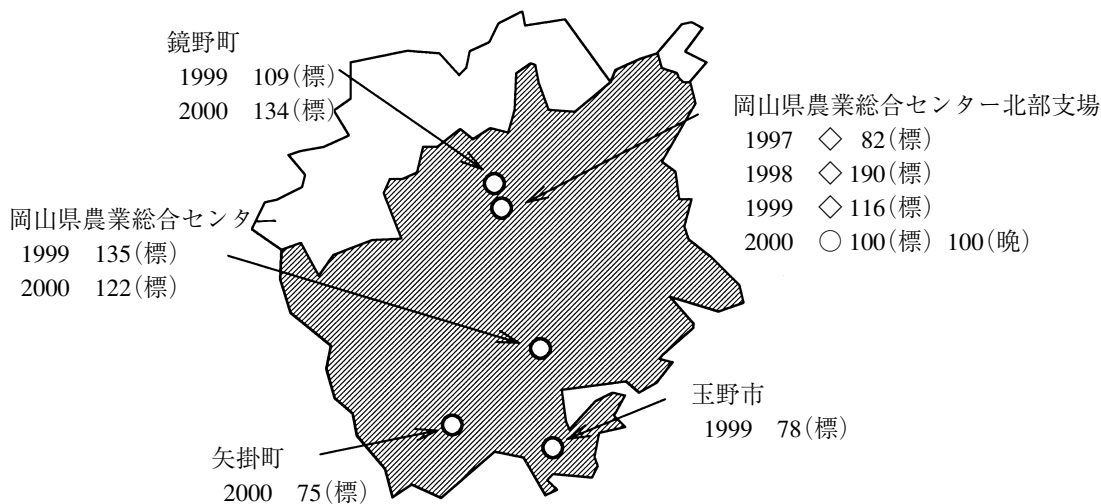 鏡野町
1999 109(標)
2000 134(標)
岡山県農業総合センター北部支場
1997 ◇ 82(標)
1998 ◇ 190(標)
1999 ◇ 116(標)
2000 ○ 100(標) 100(晩)
岡山県農業総合センター
1999 135(標)
2000 122(標)
玉野市
1999 78(標)
矢掛町
2000 75(標)